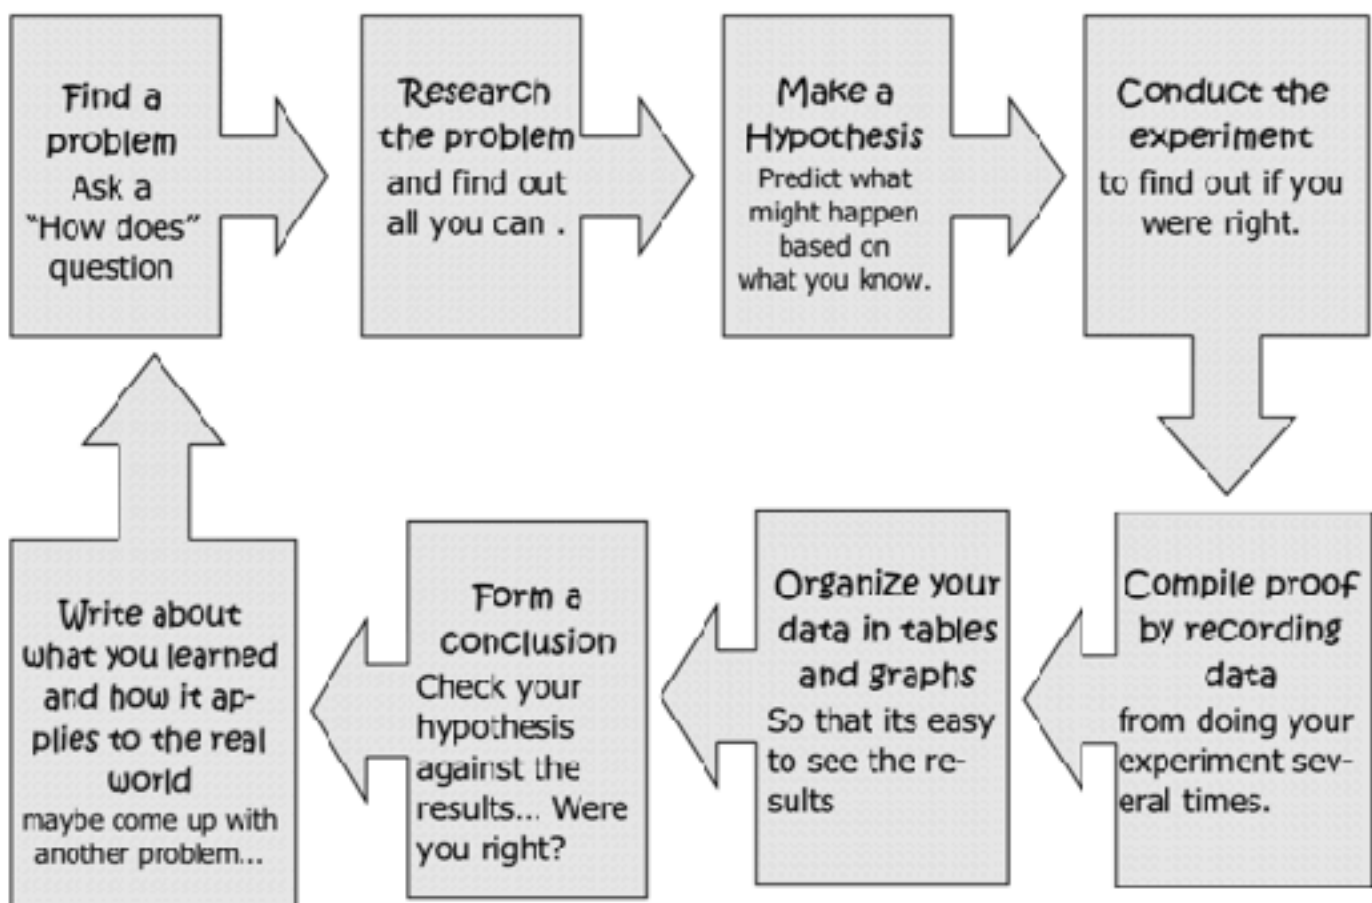 Find a
problem
Ask a
“How does”
question
Research
the problem
and find out
all you can .
Make a
Hypothesis
Predict what
might happen
based on
what you know.
Conduct the
experiment
to find out if you
were right.
Compile proof
by recording
data
from doing your
experiment sev-
eral times.
Organize your
data in tables
and graphs
So that its easy
to see the re-
sults
Form a
conclusion
Check your
hypothesis
against the
results... Were
you right?
Write about
what you learned
and how it ap-
plies to the real
world
maybe come up with
another problem...